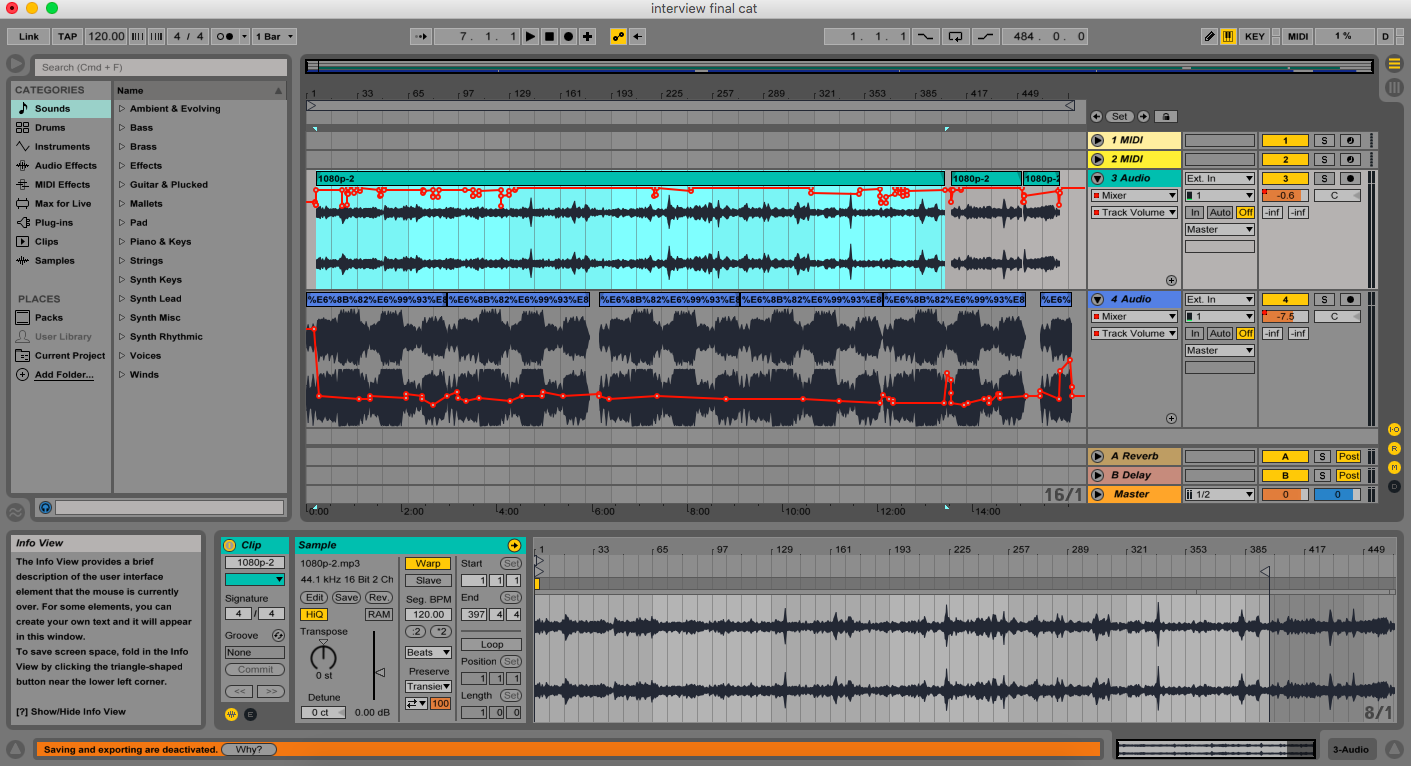 interview final cat
Link TAP 120.00 4 / 4 1 Bar 7. 1. 1 1. 1. 1 484. 0. 0 KEY MIDI 1 % D
Search (Cmd + F)
CATEGORIES
Sounds
Drums
Instruments
Audio Effects
MIDI Effects
Max for Live
Plug-ins
Clips
Samples
PLACES
Packs
User Library
Current Project
Add Folder...
Name
Ambient & Evolving
Bass
Brass
Effects
Guitar & Plucked
Mallets
Pad
Piano & Keys
Strings
Synth Keys
Synth Lead
Synth Misc
Synth Rhythmic
Voices
Winds
1 33 65 97 129 161 193 225 257 289 321 353 385 417 449
Set
1 MIDI 1 S
2 MIDI 2 S
1080p-2 1080p-2 1080p-2
3 Audio Ext. In 3 S
Mixer 1 -0.6 C
Track Volume In Auto Off -inf -inf
Master
%E6%8B%82%E6%99%93%E8 %E6%8B%82%E6%99%93%E8 %E6%8B%82%E6%99%93%E8 %E6%8B%82%E6%99%93%E8 %E6%8B%82%E6%99%93%E8 %E6%
4 Audio Ext. In 4 S
Mixer 1 -7.5 C
Track Volume In Auto Off -inf -inf
Master
A Reverb A S Post
B Delay B S Post
16/1
Master 1/2 0 0
0:00 2:00 4:00 6:00 8:00 10:00 12:00 14:00
I·O
R
M
D
Info View
The Info View provides a brief
description of the user interface
element that the mouse is currently
over. For some elements, you can
create your own text and it will appear
in this window.
To save screen space, fold in the Info
View by clicking the triangle-shaped
button near the lower left corner.
[?] Show/Hide Info View
Clip
1080p-2
Signature
4 / 4
Groove
None
Commit
<< >>
E
Sample
1080p-2.mp3
44.1 kHz 16 Bit 2 Ch
Edit Save Rev.
HiQ RAM
Transpose
0 st
Detune
0 ct 0.00 dB
Warp
Slave
Seg. BPM
120.00
:2 *2
Beats
Preserve
Transie
100
Start Set
1 1 1
End Set
397 4 4
Loop
Position Set
1 1 1
Length Set
1 0 0
1 33 65 97 129 161 193 225 257 289 321 353 385 417 449
8/1
Saving and exporting are deactivated. Why?
3-Audio